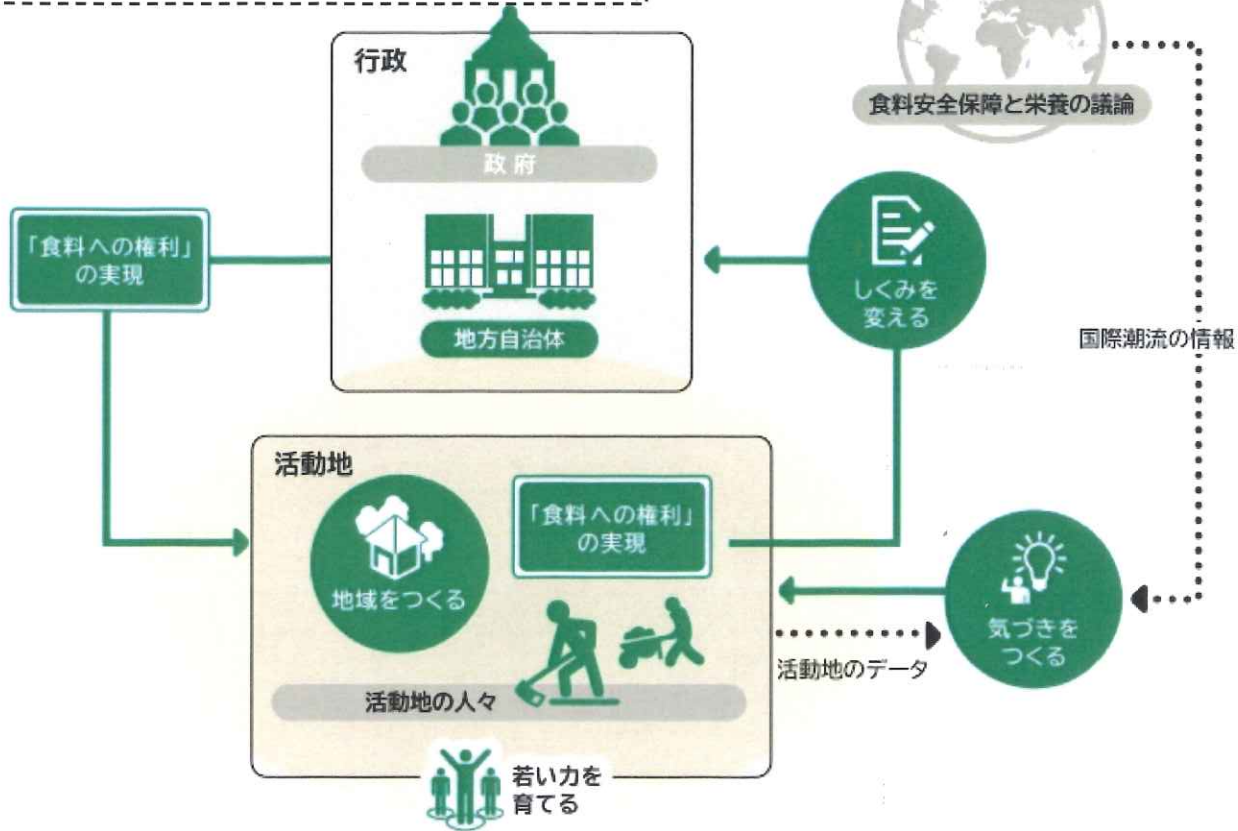 行政
政府
食料安全保障と栄養の議論
「食料への権利」
の実現
地方自治体
しくみを
変える
国際潮流の情報
活動地
地域をつくる
「食料への権利」
の実現
活動地の人々
活動地のデータ
気づきを
つくる
若い力を
育てる